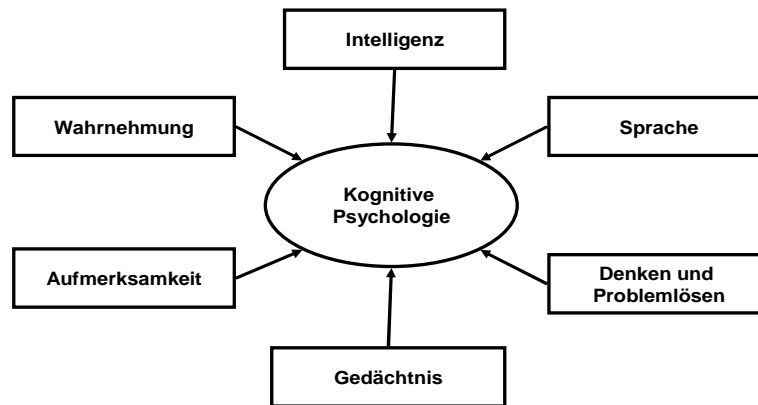 Intelligenz
Wahrnehmung
Sprache
Kognitive
Psychologie
Aufmerksamkeit
Denken und
Problemlösen
Gedächtnis